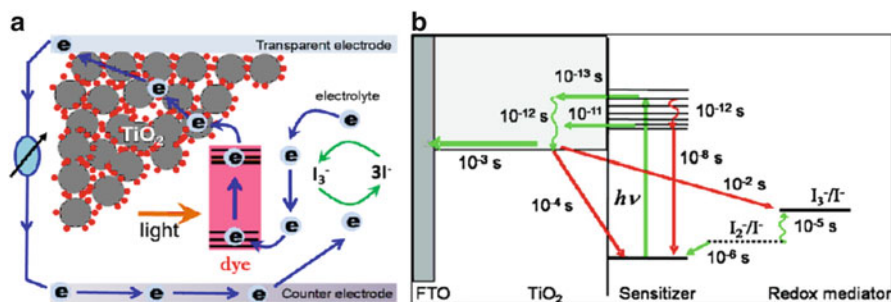 a
Transparent electrode
e
e
e
e
TiO₂
electrolyte
e
e
e
I₃⁻
3I⁻
light
e
e
e
dye
e
e
e
Counter electrode
b
10⁻¹³ s
10⁻¹² s
10⁻¹¹
10⁻¹² s
10⁻³ s
10⁻⁸ s
10⁻² s
10⁻⁴ s
hν
I₃⁻/I⁻
I₂⁻/I⁻
10⁻⁵ s
10⁻⁶ s
FTO
TiO₂
Sensitizer
Redox mediator